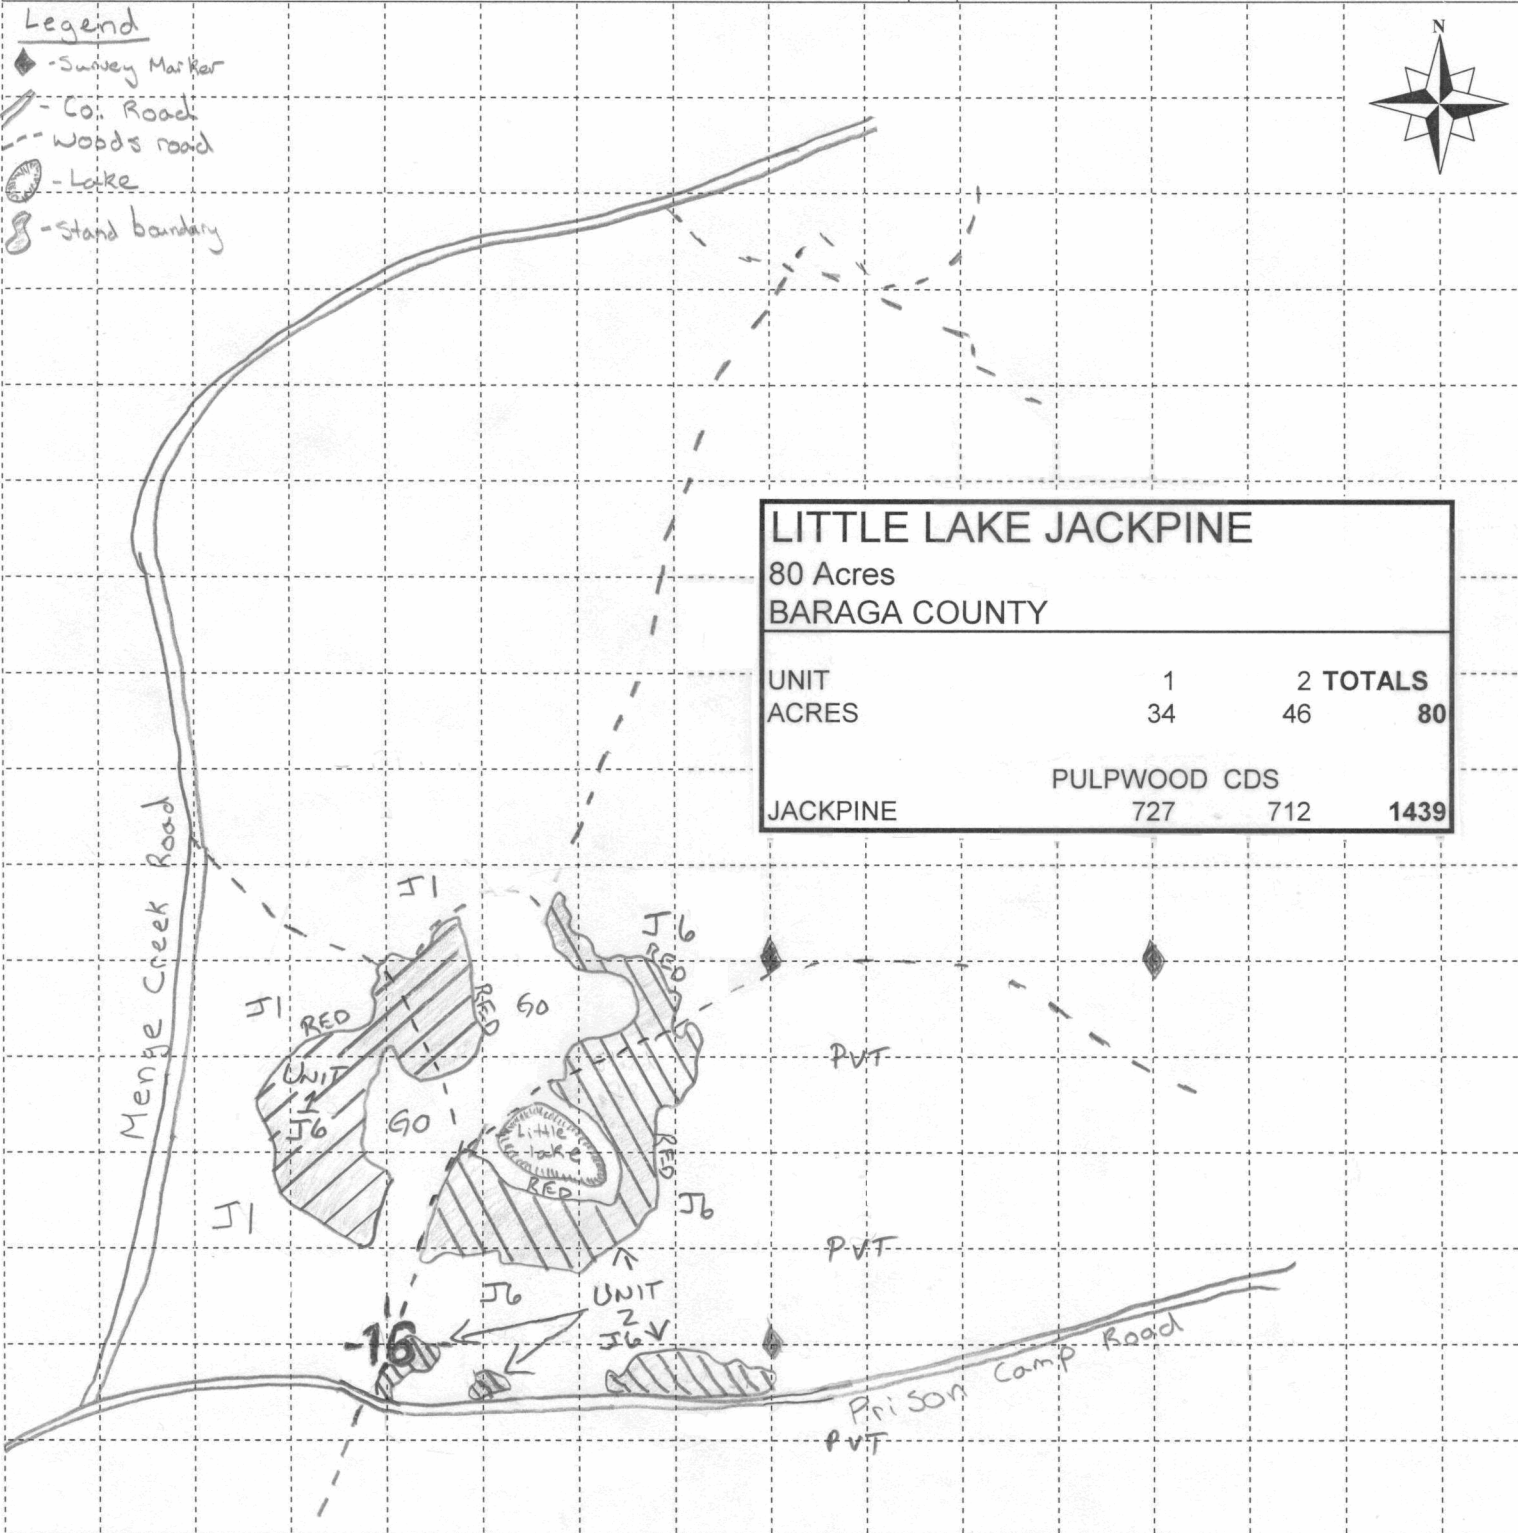 Legend
- Survey Marker
- Co. Road
- Woods road
- Lake
- Stand boundary
N
LITTLE LAKE JACKPINE
80 Acres
BARAGA COUNTY
UNIT 1 2 TOTALS
ACRES 34 46 80
PULPWOOD CDS
JACKPINE 727 712 1439
Menge Creek Road
J1
J6
RED
J1
RED
RED
GO
PVT
UNIT
1
J6
GO
Little
lake
RED
RED
J6
J1
PVT
J6
UNIT
2
J6
16
Prison Camp Road
PVT